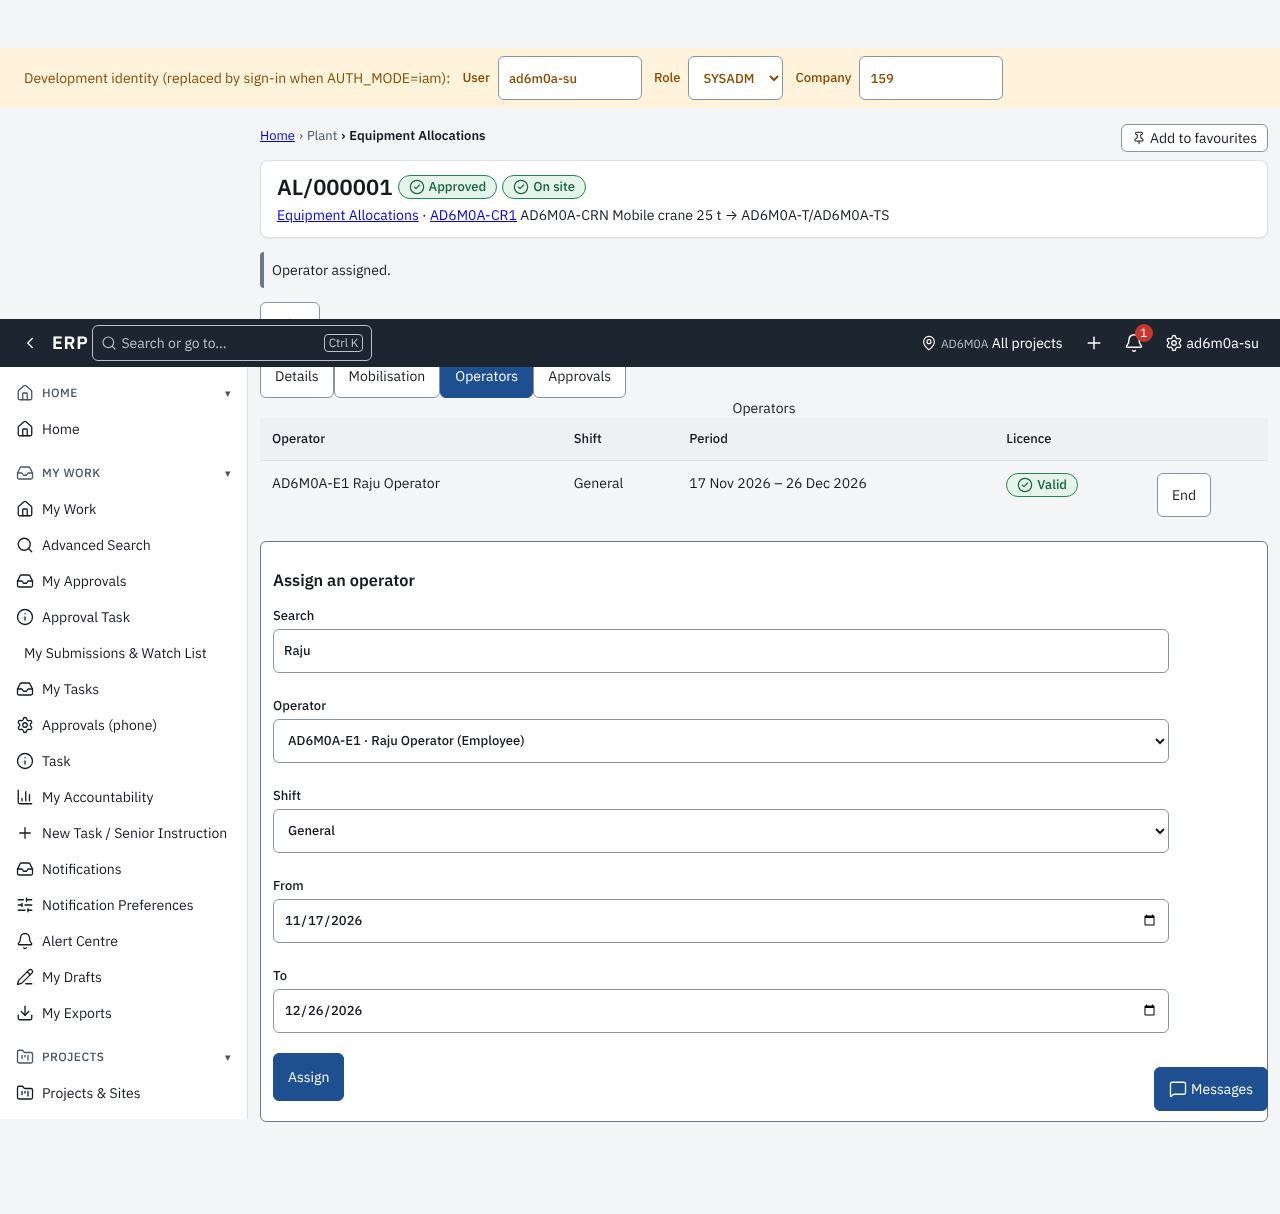 Development identity (replaced by sign-in when AUTH_MODE=iam): User ad6m0a-su Role SYSADM Company 159
Home › Plant › Equipment Allocations
Add to favourites
AL/000001 Approved On site
Equipment Allocations · AD6M0A-CR1 AD6M0A-CRN Mobile crane 25 t → AD6M0A-T/AD6M0A-TS
Operator assigned.
ERP Search or go to... Ctrl K AD6M0A All projects 1 ad6m0a-su
Details Mobilisation Operators Approvals
HOME
Home
MY WORK
My Work
Advanced Search
My Approvals
Approval Task
My Submissions & Watch List
My Tasks
Approvals (phone)
Task
My Accountability
New Task / Senior Instruction
Notifications
Notification Preferences
Alert Centre
My Drafts
My Exports
PROJECTS
Projects & Sites
Operators
Operator Shift Period Licence
AD6M0A-E1 Raju Operator General 17 Nov 2026 – 26 Dec 2026 Valid End
Assign an operator
Search
Raju
Operator
AD6M0A-E1 · Raju Operator (Employee)
Shift
General
From
11/17/2026
To
12/26/2026
Assign
Messages